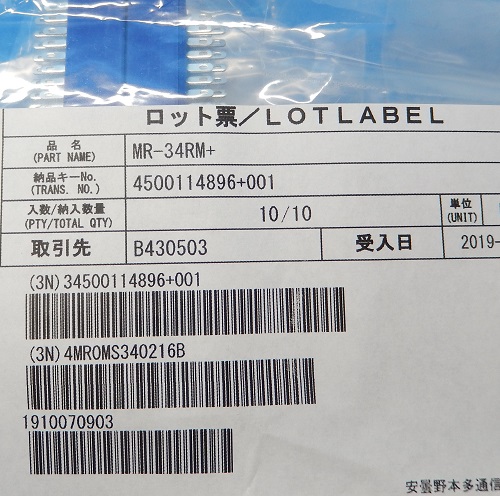 ロット票／ＬＯＴＬＡＢＥＬ
品 名 (PART NAME) MR-34RM+
納品キーNo. (TRANS. NO.) 4500114896+001
入数/納入数量 (PTY/TOTAL QTY) 10/10 単位 (UNIT)
取引先 B430503 受入日 2019-
(3N)34500114896+001
(3N)4MROMS340216B
1910070903
安曇野本多通信